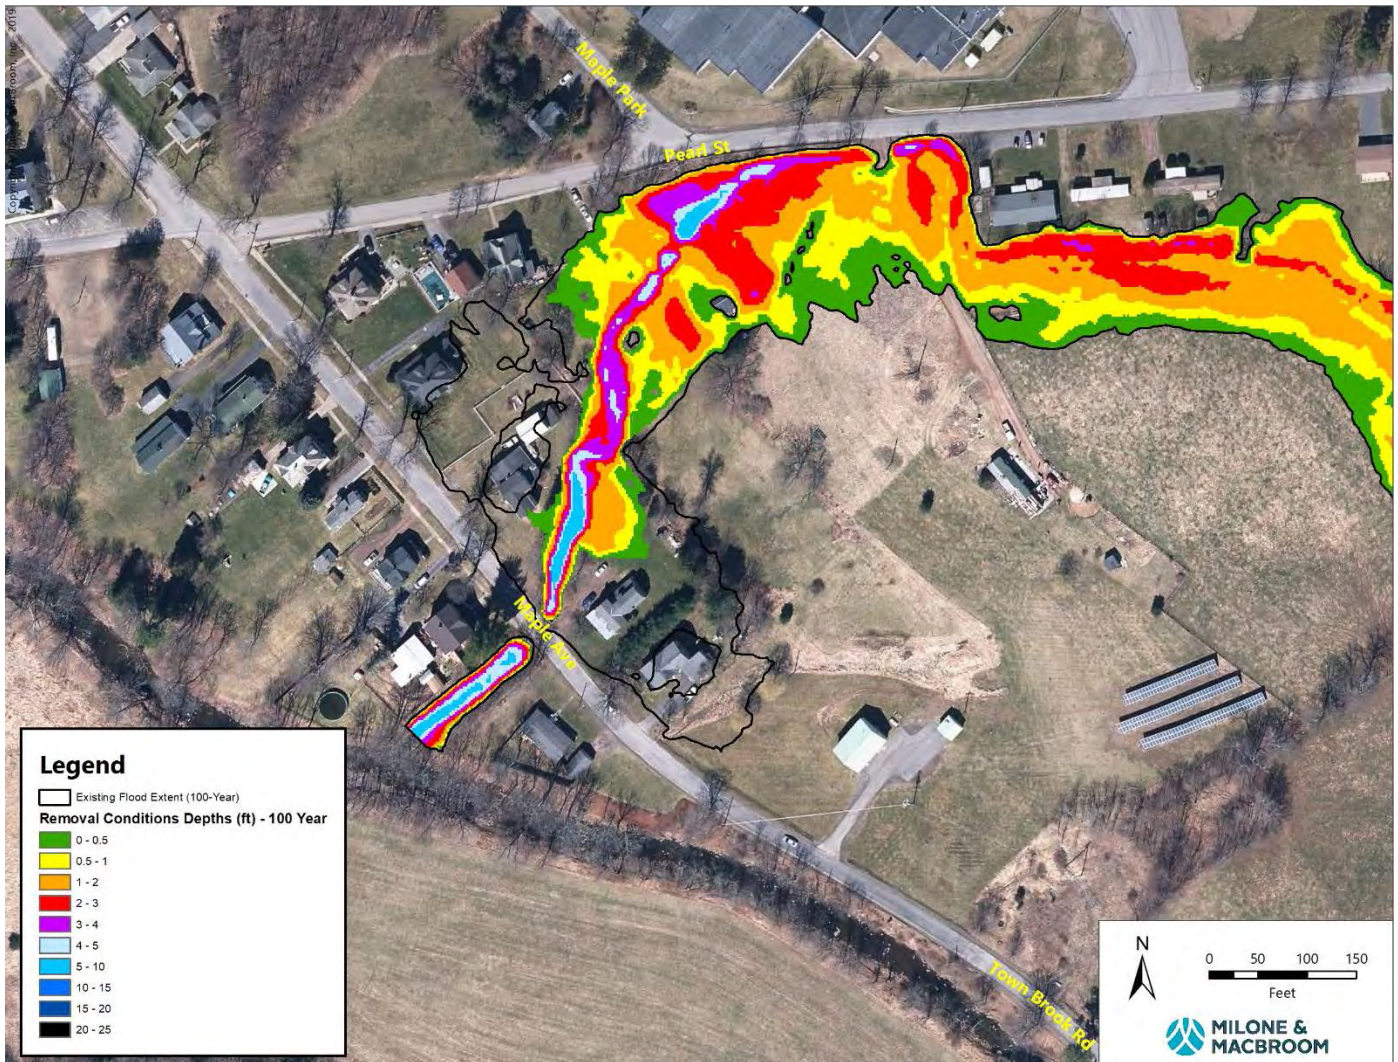 Maple Park
Pearl St
Maple Ave
Town Brook Rd
Legend
Existing Flood Extent (100-Year)
Removal Conditions Depths (ft) - 100 Year
0 - 0.5
0.5 - 1
1 - 2
2 - 3
3 - 4
4 - 5
5 - 10
10 - 15
15 - 20
20 - 25
N
0 50 100 150
Feet
MILONE &
MACBROOM